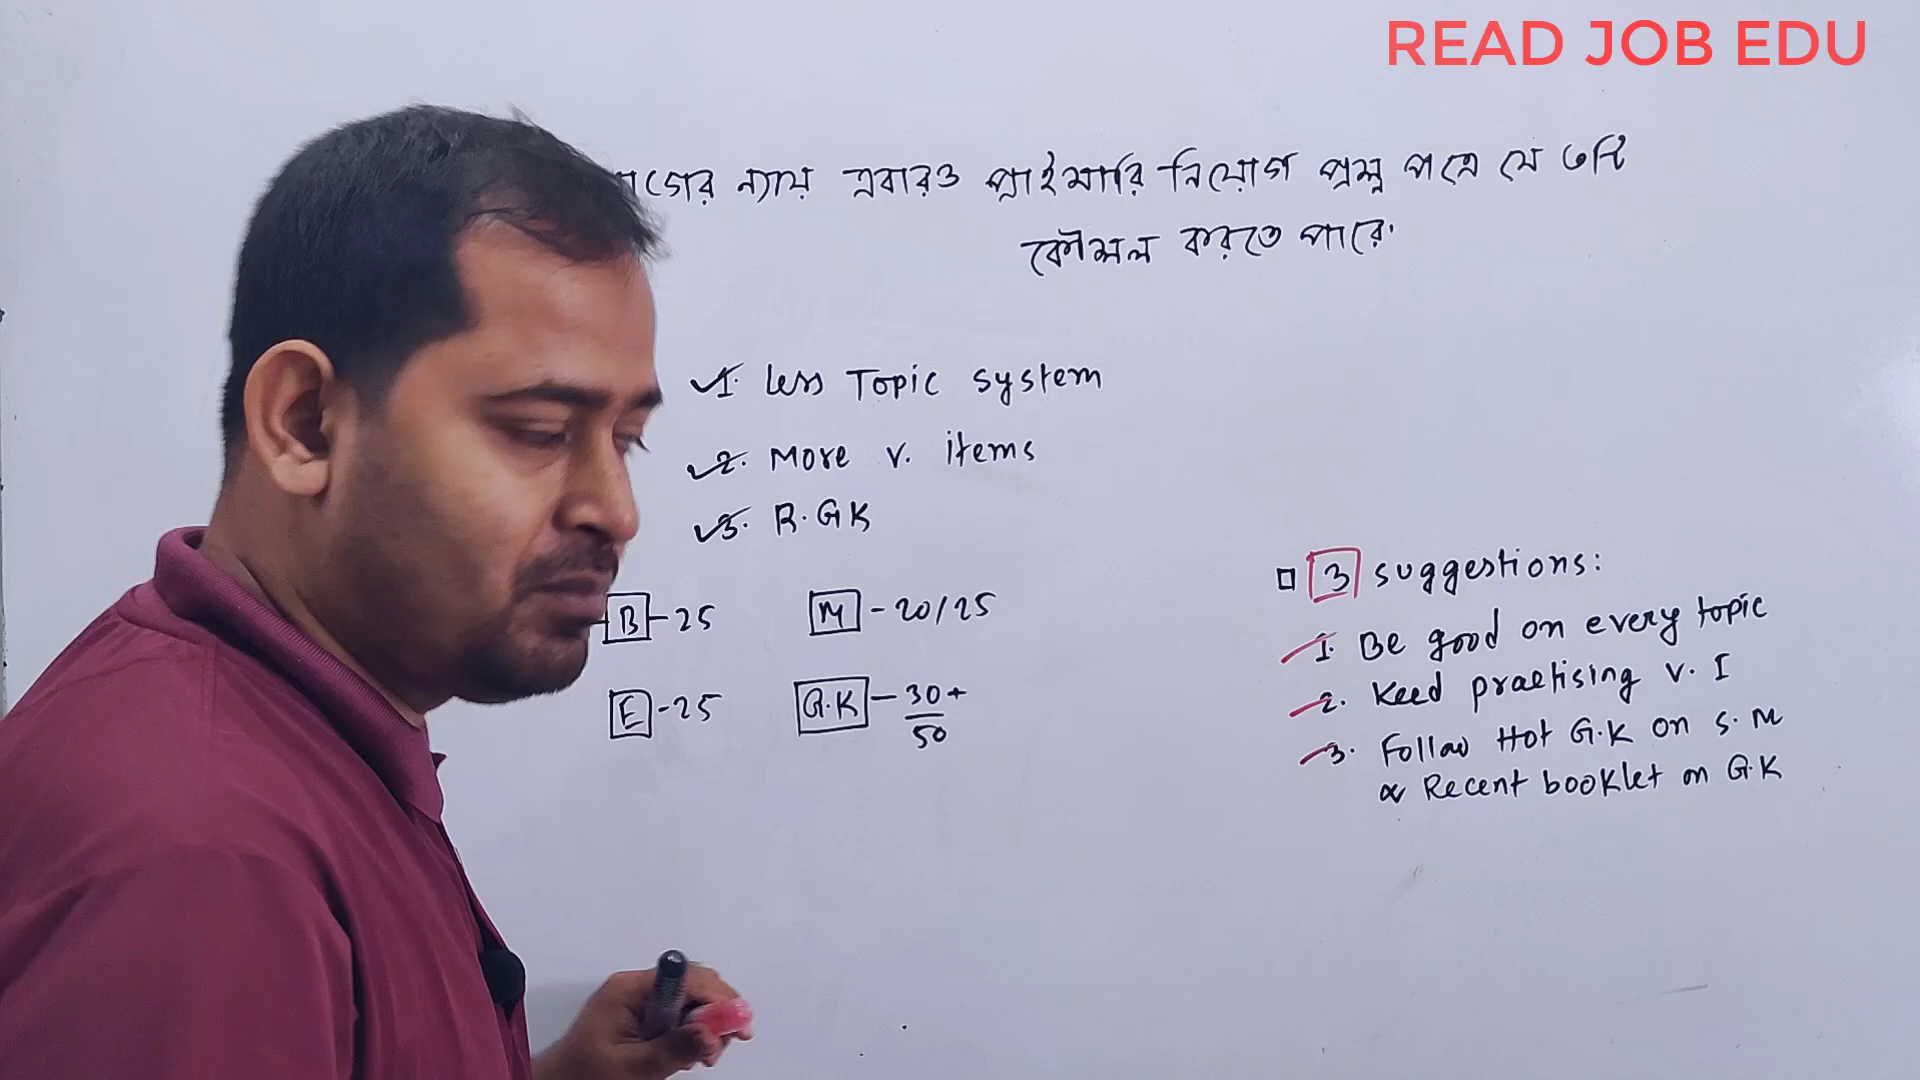 READ JOB EDU
ন্যায় এবারও প্রাইমারি নিয়োগ প্রশ্ন পত্রে যে ৩টি
কৌশল করতে পারে।
1. Less Topic system
2. More v. items
3. R.GK
B - 25 M - 20/25
E - 25 G.K - 30+/50
3 suggestions:
1. Be good on every topic
2. Keed practising v. I
3. Follow Hot G.K on S.M
& Recent booklet on G.K